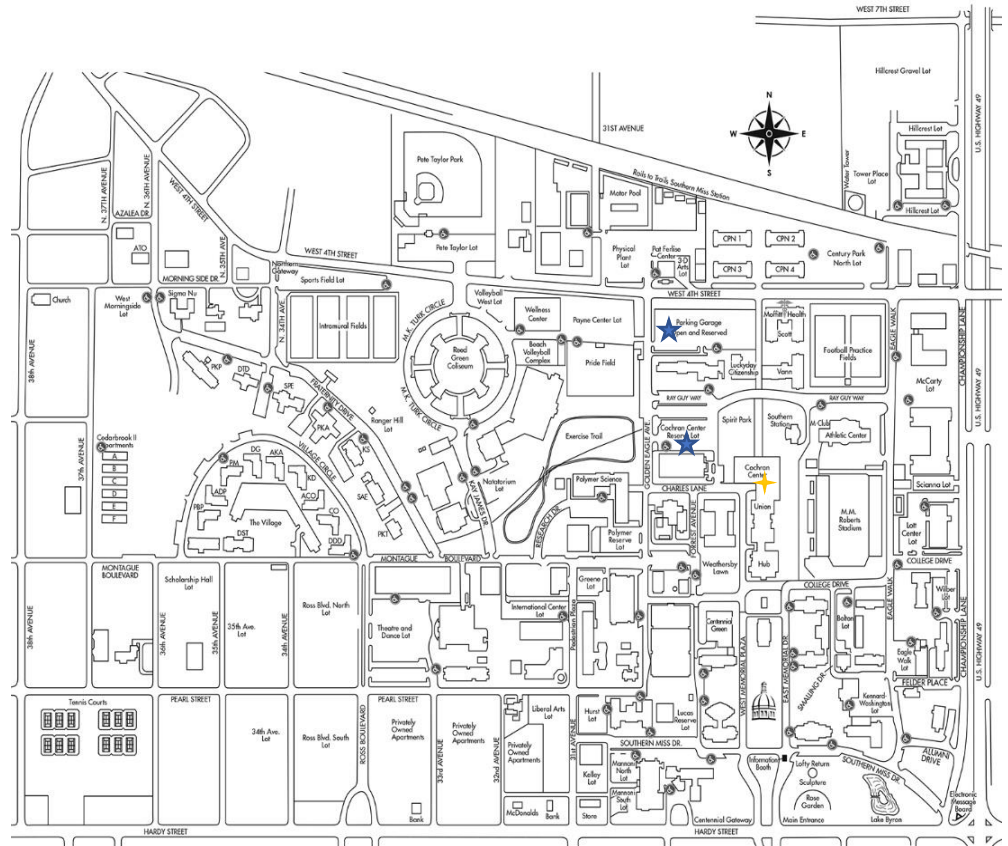 WEST 7TH STREET
Hillcrest Gravel Lot
U.S. HIGHWAY 49
31ST AVENUE
N
W E
S
Hillcrest Lot
Water Tower
Tower Place
Lot
Hillcrest Lot
Rails to Trails Southern Miss Station
Pete Taylor Park
Motor Pool
N. 37TH AVENUE
N. 36TH AVENUE
WEST 4TH STREET
AZALEA DR.
ATO
N. 35TH AVE
Pete Taylor Lot
Physical
Plant
Lot
Pat Ferlise
Center
3-D
Arts
Lot
CPN 1
CPN 2
CPN 3
CPN 4
Century Park
North Lot
WEST 4TH STREET
Northern
Gateway
Sports Field Lot
MORNING SIDE DR.
Church
West
Morningside
Lot
Sigma Nu
N. 34TH AVE.
Intramural Fields
M.K. TURK CIRCLE
Volleyball
West Lot
Wellness
Center
Payne Center Lot
WEST 4TH STREET
Parking Garage
Open and Reserved
Moffitt Health
Scott
Vann
Football Practice
Fields
EAGLE WALK
CHAMPIONSHIP LANE
U.S. HIGHWAY 49
McCarty
Lot
38TH AVENUE
Reed
Green
Coliseum
Beach
Volleyball
Complex
Pride Field
Luckyday
Citizenship
PKP
DTD
SPE
FRATERNITY DRIVE
PKA
Ranger Hill
Lot
M.K. TURK CIRCLE
RAY GUY WAY
RAY GUY WAY
Spirit Park
Southern
Station
M-Club
Athletic Center
Cochran Center
Reserve Lot
GOLDEN EAGLE AVE.
Exercise Trail
Cedarbrook II
Apartments
A
B
C
D
E
F
37TH AVENUE
VILLAGE CIRCLE
DG
AKA
PM
KD
ADP
ACO
PBP
CO
The Village
DST
DDD
KS
SAE
PKT
Natatorium
Lot
KAY JAMES DR.
Polymer Science
RESEARCH DR.
Polymer
Reserve
Lot
CHARLES LANE
FORREST AVENUE
Cochran
Center
Union
Hub
M.M.
Roberts
Stadium
Scianna Lot
Lott
Center
Lot
COLLEGE DRIVE
Weathersby
Lawn
COLLEGE DRIVE
MONTAGUE
BOULEVARD
MONTAGUE BOULEVARD
Scholarship Hall
Lot
Ross Blvd. North
Lot
35th Ave.
Lot
38TH AVENUE
36TH AVENUE
35TH AVENUE
34TH AVENUE
Theatre and
Dance Lot
International Center
Lot
Pedestrian Plaza
Greene
Lot
Centennial
Green
WEST MEMORIAL PLAZA
EAST MEMORIAL DR.
Bolton
Lot
SMALLING DR.
EAGLE WALK
Wilber
Lot
Eagle
Walk
Lot
CHAMPIONSHIP LANE
U.S. HIGHWAY 49
FELDER PLACE
PEARL STREET
PEARL STREET
Tennis Courts
34th Ave.
Lot
Ross Blvd. South
Lot
ROSS BOULEVARD
Privately
Owned
Apartments
33RD AVENUE
Privately
Owned
Apartments
32ND AVENUE
Liberal Arts
Lot
Privately
Owned
Apartments
31ST AVENUE
Hurst
Lot
Lucas
Reserve
Lot
Kennard-
Washington
Lot
SOUTHERN MISS DR.
Kelley
Lot
Mannoni
North
Lot
Mannoni
South
Lot
Information
Booth
Lofty Return
Sculpture
Rose
Garden
SOUTHERN MISS DR.
ALUMNI
DRIVE
Lake Byron
Electronic
Message
Board
Bank
McDonalds
Bank
Store
Centennial Gateway
Main Entrance
HARDY STREET
HARDY STREET